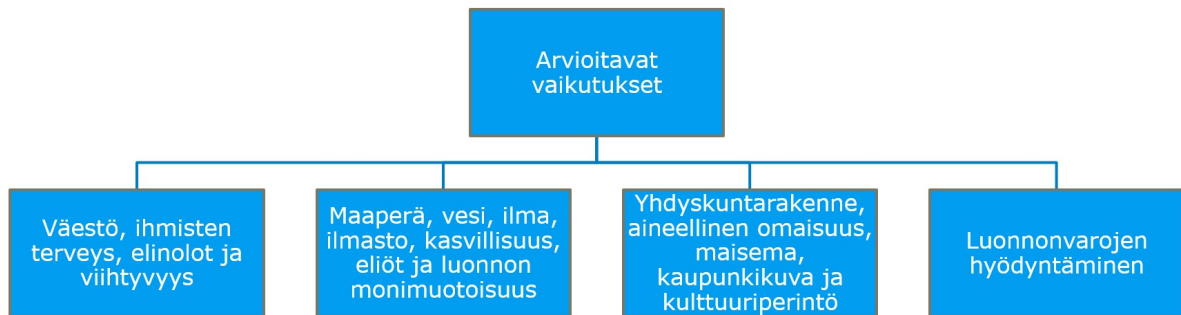 Arvioitavat
vaikutukset
Väestö, ihmisten
terveys, elinolot ja
viihtyvyys
Maaperä, vesi, ilma,
ilmasto, kasvillisuus,
eliöt ja luonnon
monimuotoisuus
Yhdyskuntarakenne,
aineellinen omaisuus,
maisema,
kaupunkikuva ja
kulttuuriperintö
Luonnonvarojen
hyödyntäminen